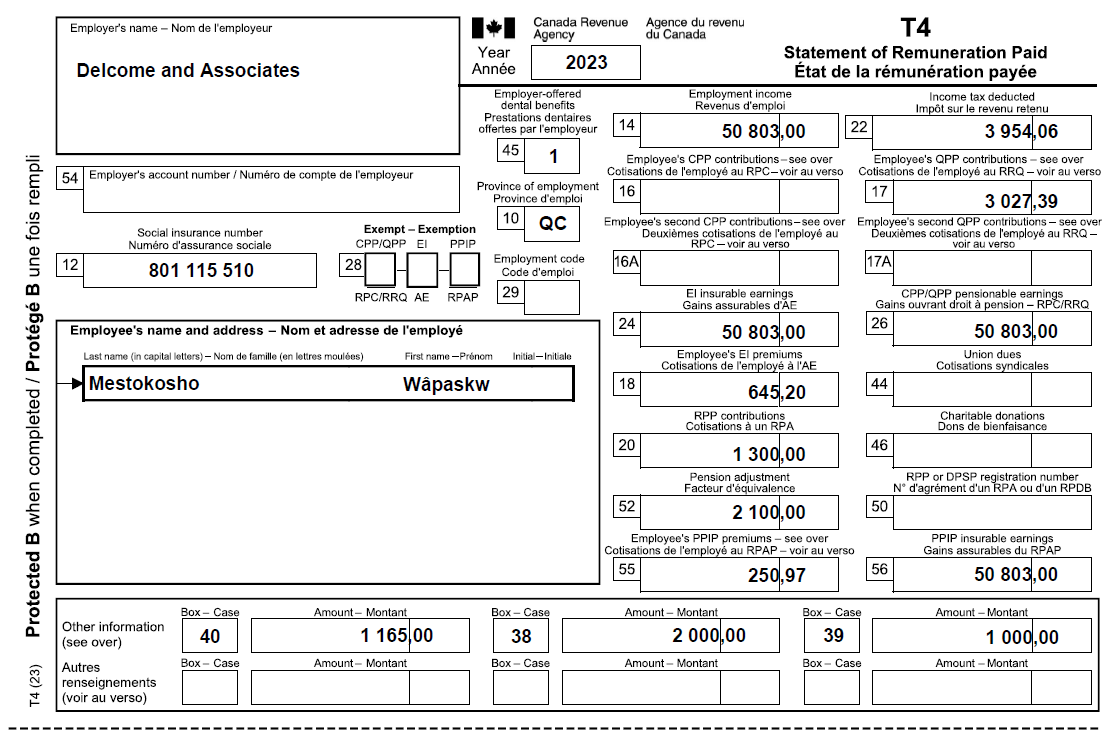 Employer's name – Nom de l'employeur
Delcome and Associates
Canada Revenue Agency
Agence du revenu du Canada
Year
Année
2023
T4
Statement of Remuneration Paid
État de la rémunération payée
Employer-offered
dental benefits
Prestations dentaires
offertes par l'employeur
45
1
Employment income
Revenus d'emploi
14
50 803,00
Income tax deducted
Impôt sur le revenu retenu
22
3 954,06
54
Employer's account number / Numéro de compte de l'employeur
Province of employment
Province d'emploi
10
QC
Employee's CPP contributions – see over
Cotisations de l'employé au RPC – voir au verso
16
Employee's QPP contributions – see over
Cotisations de l'employé au RRQ – voir au verso
17
3 027,39
Social insurance number
Numéro d'assurance sociale
12
801 115 510
Exempt – Exemption
CPP/QPP EI PPIP
28
RPC/RRQ AE RPAP
Employment code
Code d'emploi
29
Employee's second CPP contributions – see over
Deuxièmes cotisations de l'employé au
RPC – voir au verso
16A
Employee's second QPP contributions – see over
Deuxièmes cotisations de l'employé au RRQ –
voir au verso
17A
EI insurable earnings
Gains assurables d'AE
24
50 803,00
CPP/QPP pensionable earnings
Gains ouvrant droit à pension – RPC/RRQ
26
50 803,00
Employee's name and address – Nom et adresse de l'employé
Last name (in capital letters) – Nom de famille (en lettres moulées) First name – Prénom Initial – Initiale
Mestokosho Wâpaskw
Employee's EI premiums
Cotisations de l'employé à l'AE
18
645,20
Union dues
Cotisations syndicales
44
RPP contributions
Cotisations à un RPA
20
1 300,00
Charitable donations
Dons de bienfaisance
46
Pension adjustment
Facteur d'équivalence
52
2 100,00
RPP or DPSP registration number
N° d'agrément d'un RPA ou d'un RPDB
50
Employee's PPIP premiums – see over
Cotisations de l'employé au RPAP – voir au verso
55
250,97
PPIP insurable earnings
Gains assurables du RPAP
56
50 803,00
Other information
(see over)
Box – Case Amount – Montant Box – Case Amount – Montant Box – Case Amount – Montant
40 1 165,00 38 2 000,00 39 1 000,00
Autres
renseignements
(voir au verso)
Box – Case Amount – Montant Box – Case Amount – Montant Box – Case Amount – Montant
Protected B when completed / Protégé B une fois rempli
T4 (23)